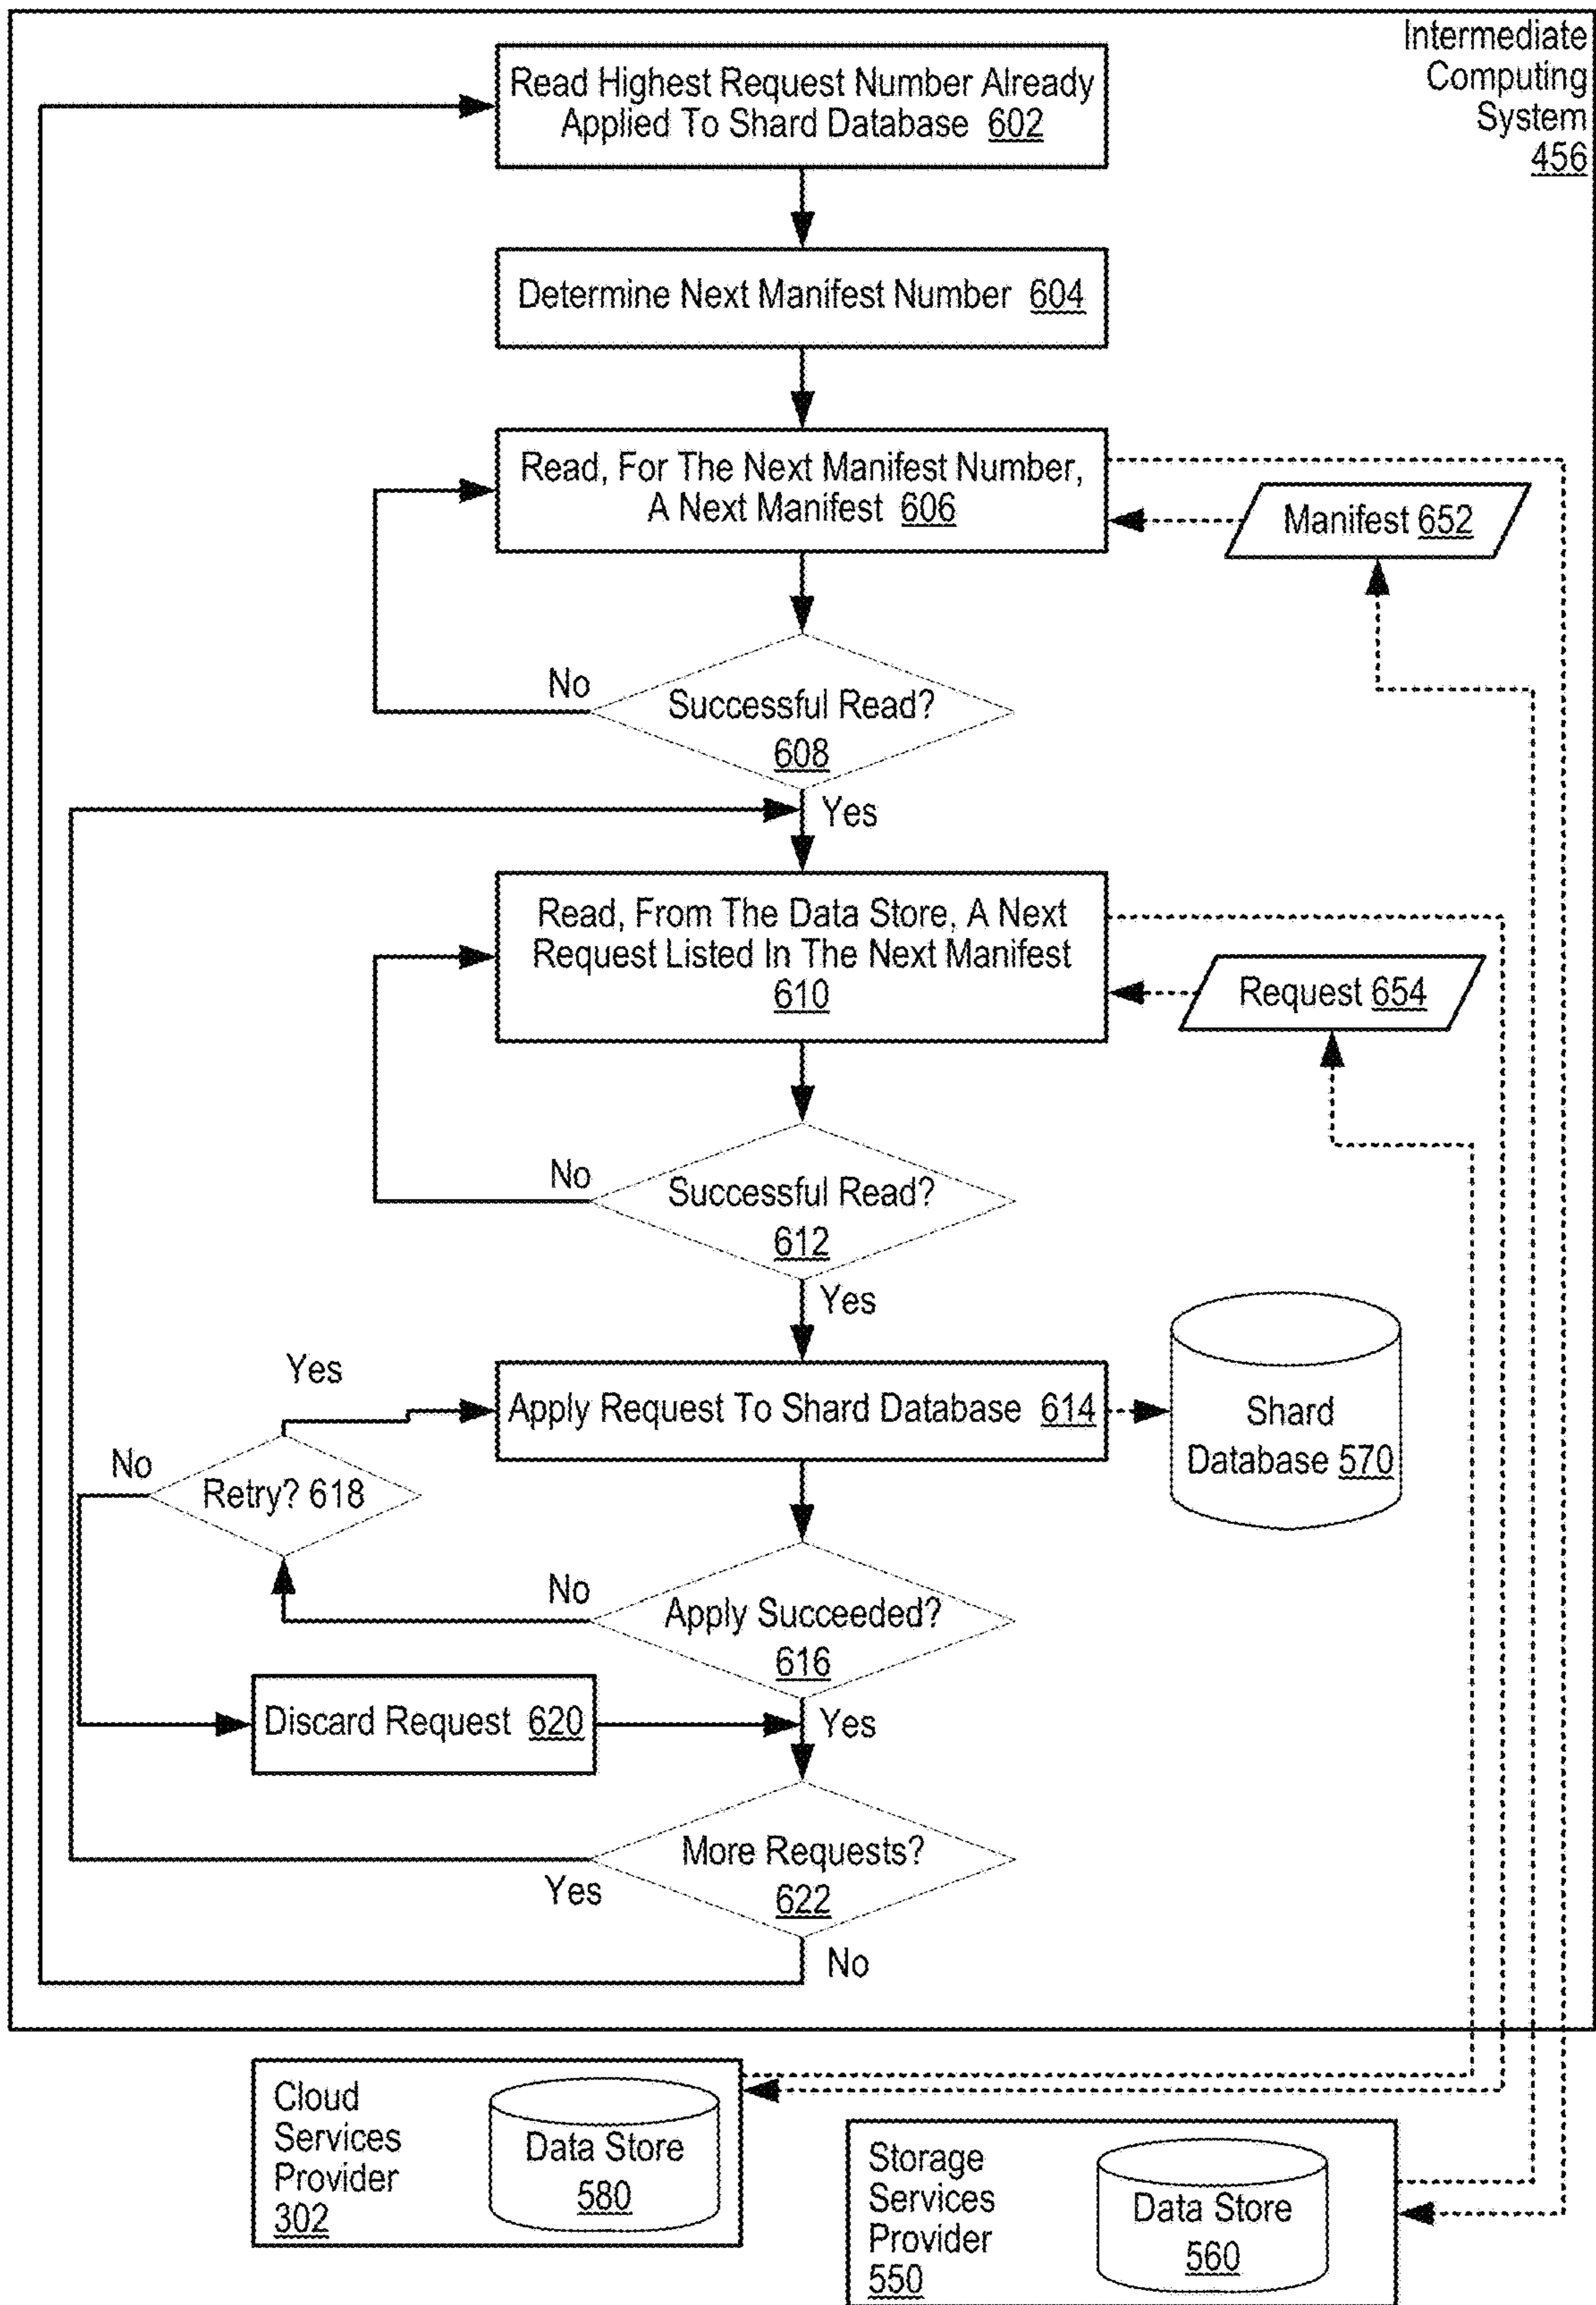 Intermediate
Computing
System
456
Read Highest Request Number Already
Applied To Shard Database 602
Determine Next Manifest Number 604
Read, For The Next Manifest Number,
A Next Manifest 606
Manifest 652
No
Successful Read?
608
Yes
Read, From The Data Store, A Next
Request Listed In The Next Manifest
610
Request 654
No
Successful Read?
612
Yes
Yes
Apply Request To Shard Database 614
Shard
Database 570
No
Retry? 618
No
Apply Succeeded?
616
Discard Request 620
Yes
More Requests?
622
Yes
No
Cloud
Services
Provider
302
Data Store
580
Storage
Services
Provider
550
Data Store
560